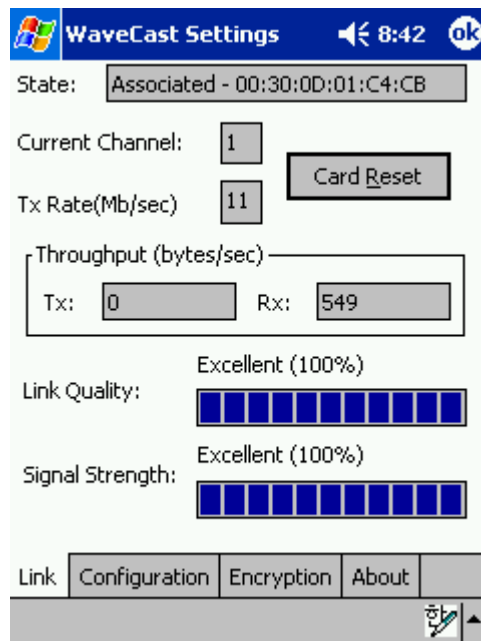 WaveCast Settings 8:42 ok
State: Associated - 00:30:0D:01:C4:CB
Current Channel: 1
Card Reset
Tx Rate(Mb/sec) 11
Throughput (bytes/sec)
Tx: 0 Rx: 549
Excellent (100%)
Link Quality:
Excellent (100%)
Signal Strength:
Link Configuration Encryption About
한